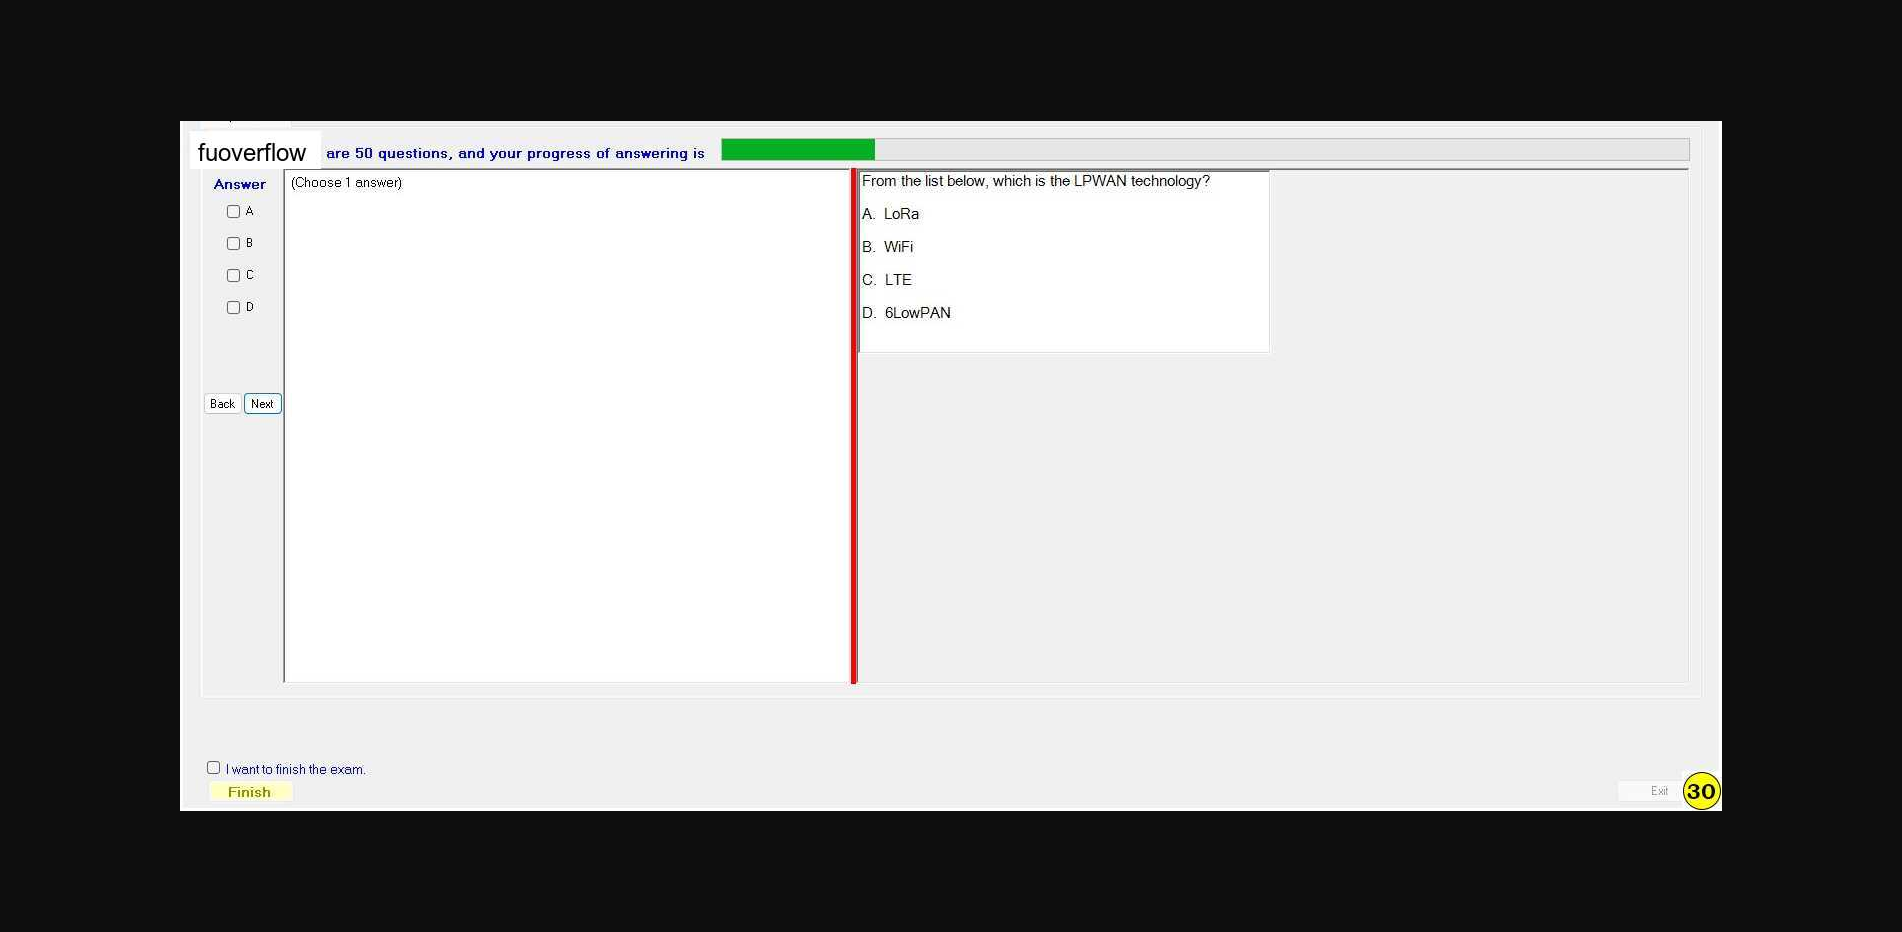 fuoverflow are 50 questions, and your progress of answering is
Answer
A
B
C
D
Back Next
(Choose 1 answer)
From the list below, which is the LPWAN technology?
A. LoRa
B. WiFi
C. LTE
D. 6LowPAN
I want to finish the exam.
Finish
Exit
30